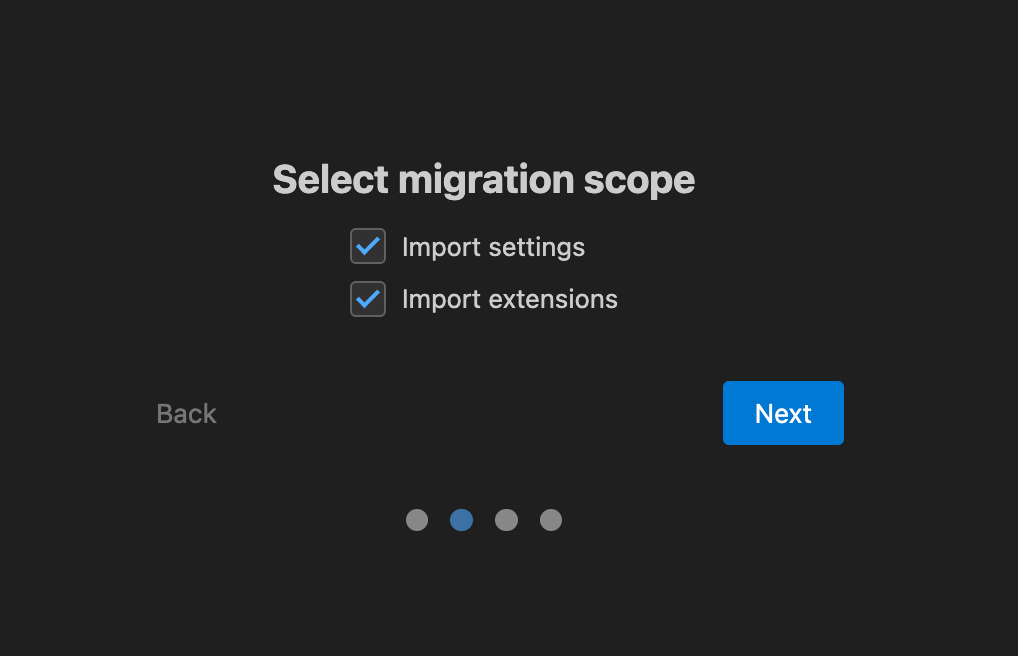 Select migration scope
Import settings
Import extensions
Back
Next